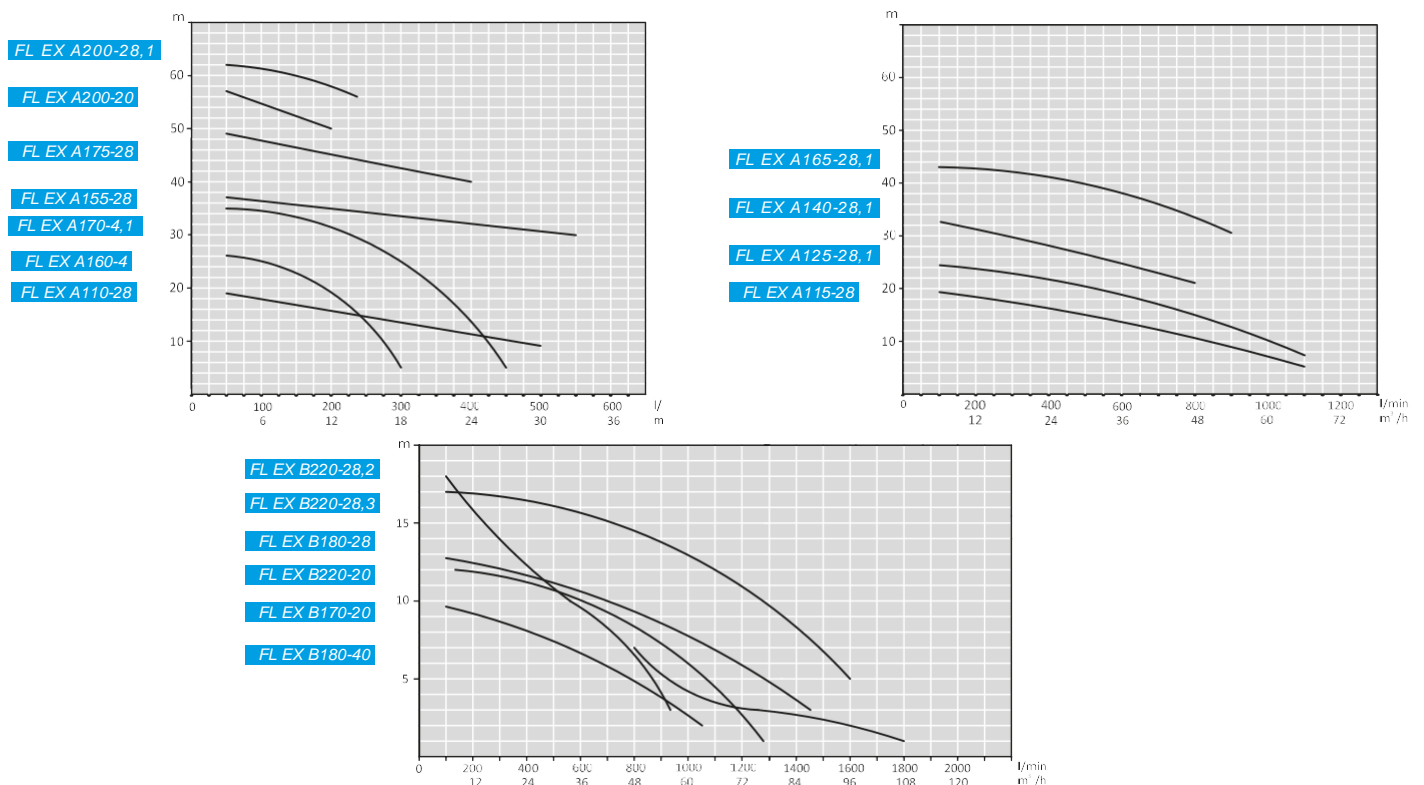 m
FL EX A200-28,1
60
FL EX A200-20
50
FL EX A175-28
40
FL EX A155-28
FL EX A170-4,1
30
FL EX A160-4
FL EX A110-28
20
10
0 100 200 300 400 500 600 l/
6 12 18 24 30 36 m
m
60
50
FL EX A165-28,1
40
FL EX A140-28,1
30
FL EX A125-28,1
FL EX A115-28
20
10
0 200 400 600 800 1000 1200 l/min
12 24 36 48 60 72 m³/h
m
FL EX B220-28,2
FL EX B220-28,3
15
FL EX B180-28
FL EX B220-20
10
FL EX B170-20
FL EX B180-40
5
0 200 400 600 800 1000 1200 1400 1600 1800 2000 l/min
12 24 36 48 60 72 84 96 108 120 m³/h